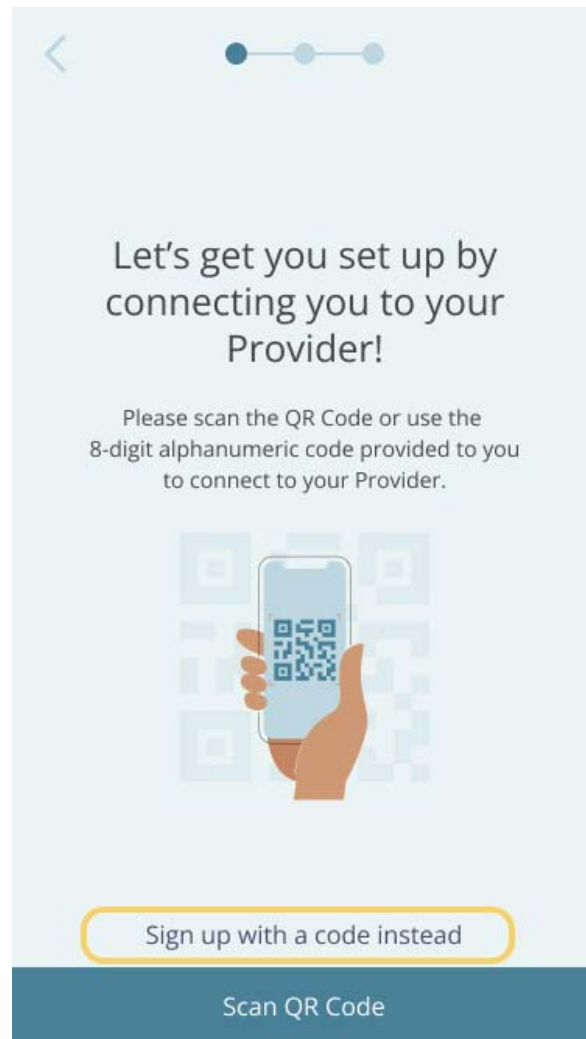 Let’s get you set up by
connecting you to your
Provider!
Please scan the QR Code or use the
8-digit alphanumeric code provided to you
to connect to your Provider.
Sign up with a code instead
Scan QR Code